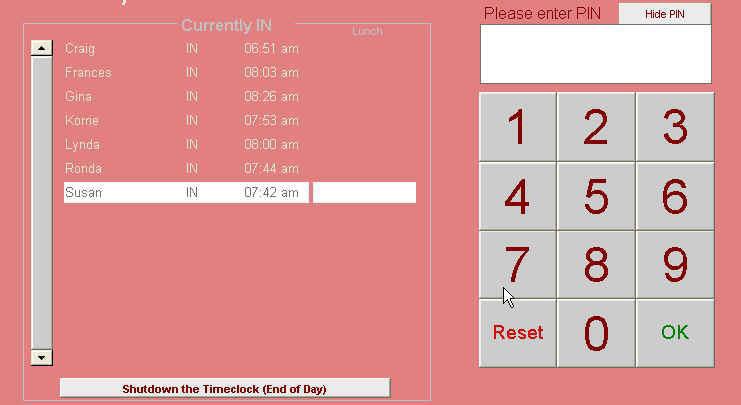 Currently IN
Lunch
Craig IN 06:51 am
Frances IN 08:03 am
Gina IN 08:26 am
Korrie IN 07:53 am
Lynda IN 08:00 am
Ronda IN 07:44 am
Susan IN 07:42 am
Shutdown the Timeclock (End of Day)
Please enter PIN
Hide PIN
1 2 3
4 5 6
7 8 9
Reset 0 OK